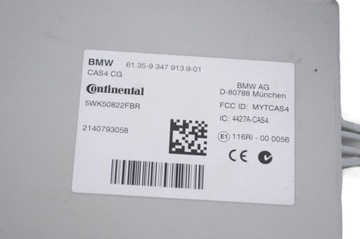 BMW 61.35-9 347 913.9-01
CAS4 CG
Continental
5WK50822FBR
2140793058
BMW AG
D-80788 München
FCC ID: MYTCAS4
IC: 4427A-CAS4
E1 116RI - 00 0056